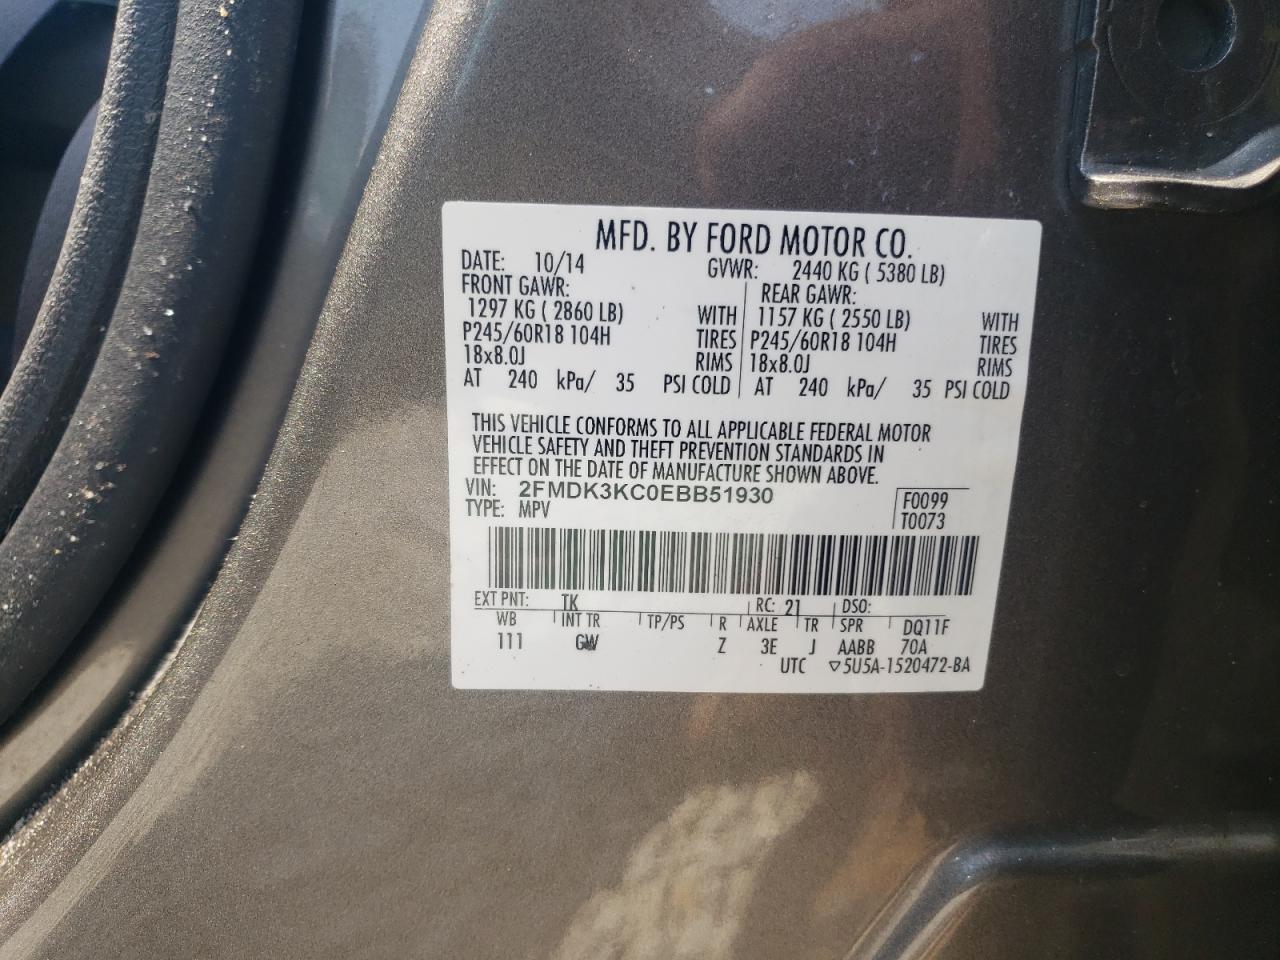 MFD. BY FORD MOTOR CO.
DATE: 10/14 GVWR: 2440 KG ( 5380 LB)
FRONT GAWR: REAR GAWR:
1297 KG ( 2860 LB) WITH 1157 KG ( 2550 LB) WITH
P245/60R18 104H TIRES P245/60R18 104H TIRES
18x8.0J RIMS 18x8.0J RIMS
AT 240 kPa/ 35 PSI COLD AT 240 kPa/ 35 PSI COLD
THIS VEHICLE CONFORMS TO ALL APPLICABLE FEDERAL MOTOR
VEHICLE SAFETY AND THEFT PREVENTION STANDARDS IN
EFFECT ON THE DATE OF MANUFACTURE SHOWN ABOVE.
VIN: 2FMDK3KC0EBB51930 F0099
TYPE: MPV T0073
EXT PNT: TK RC: 21 DSO:
WB INT TR TP/PS R AXLE TR SPR DQ11F
111 GW Z 3E J AABB 70A
UTC ▽5U5A-1520472-BA